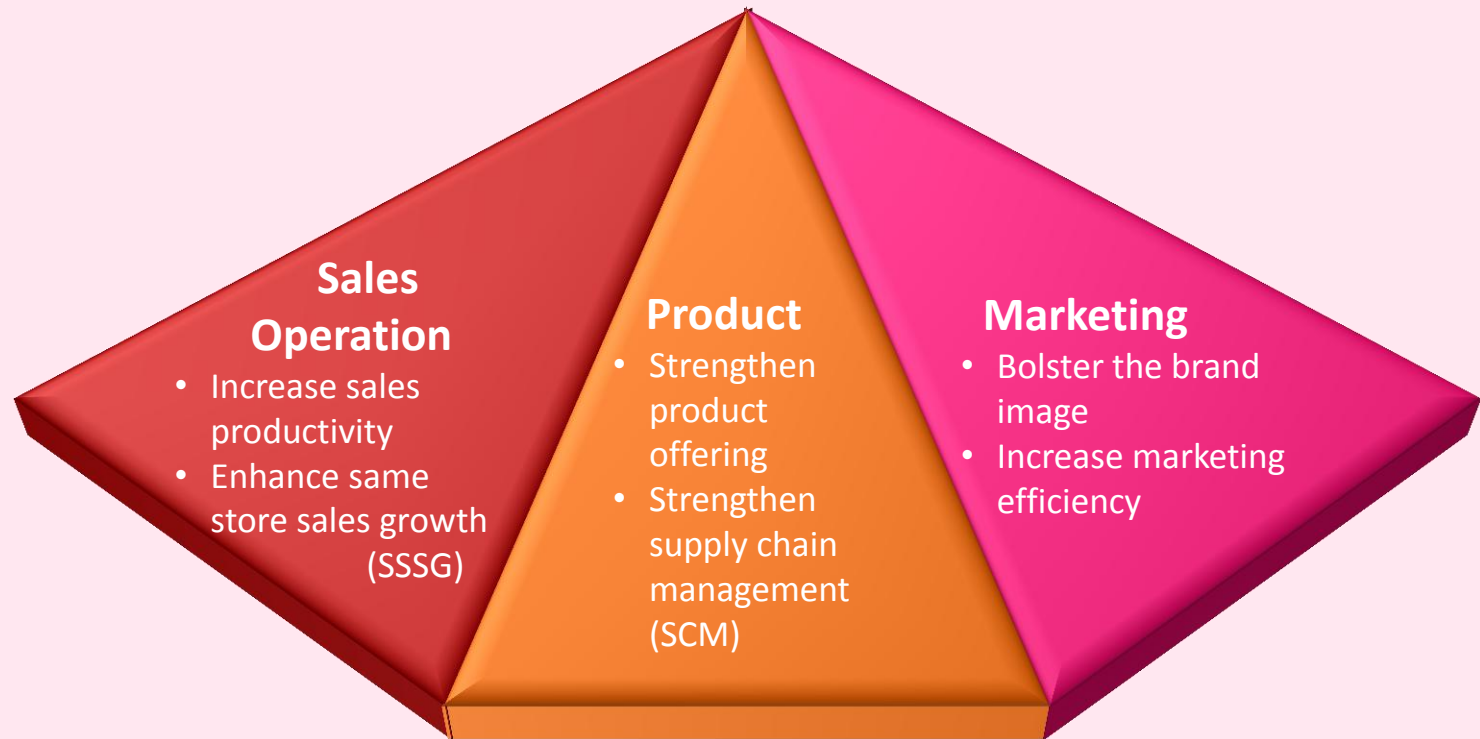 Sales
Operation
• Increase sales
productivity
• Enhance same
store sales growth
(SSSG)
Product
• Strengthen
product
offering
• Strengthen
supply chain
management
(SCM)
Marketing
• Bolster the brand
image
• Increase marketing
efficiency